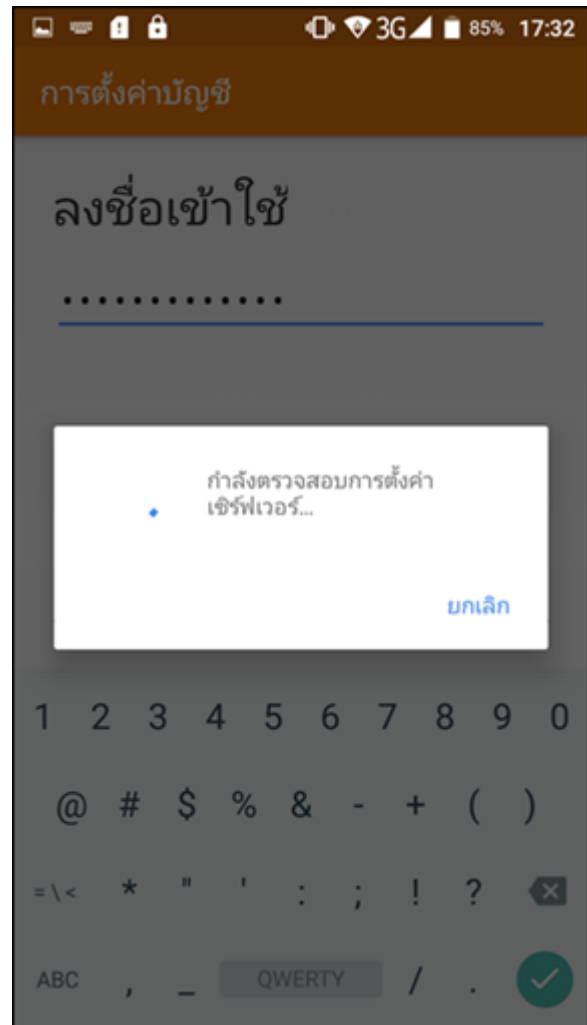 3G 85% 17:32
การตั้งค่าบัญชี
ลงชื่อเข้าใช้
.............
กำลังตรวจสอบการตั้งค่า
เซิร์ฟเวอร์...
ยกเลิก
1 2 3 4 5 6 7 8 9 0
@ # $ % & - + ( )
= \ < * " ' : ; ! ?
ABC , _ QWERTY / .